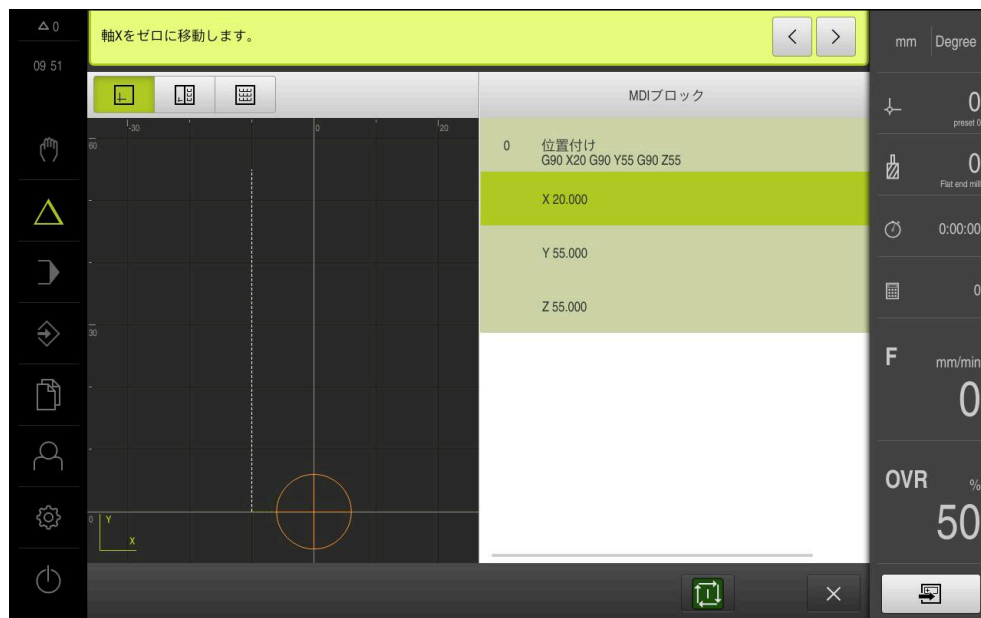 0
09 51
軸Xをゼロに移動します。
mm
Degree
MDIブロック
-30
0
20
60
30
0
Y
X
0
位置付け
G90 X20 G90 Y55 G90 Z55
X 20.000
Y 55.000
Z 55.000
0
preset 0
0
Flat end mill
0:00:00
0
F
mm/min
0
OVR
%
50